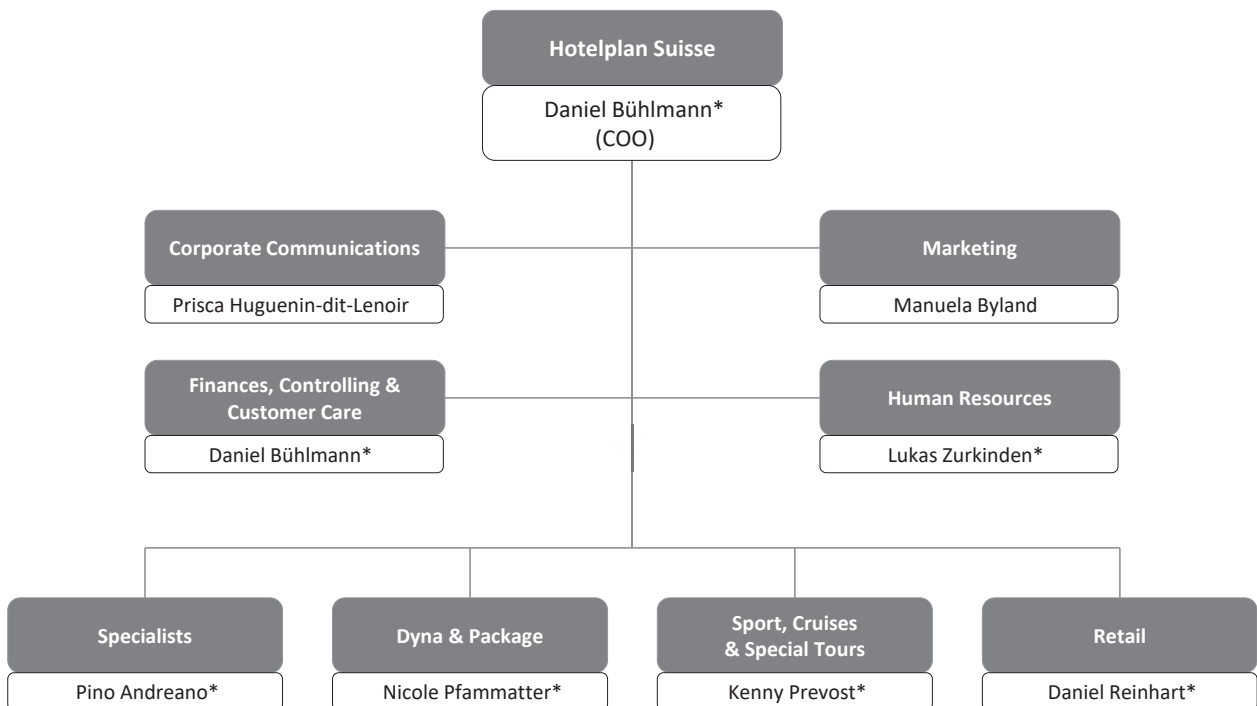 Hotelplan Suisse
Daniel Bühlmann*
(COO)
Corporate Communications
Prisca Huguenin-dit-Lenoir
Marketing
Manuela Byland
Finances, Controlling &
Customer Care
Daniel Bühlmann*
Human Resources
Lukas Zurkinden*
Specialists
Pino Andreano*
Dyna & Package
Nicole Pfammatter*
Sport, Cruises
& Special Tours
Kenny Prevost*
Retail
Daniel Reinhart*